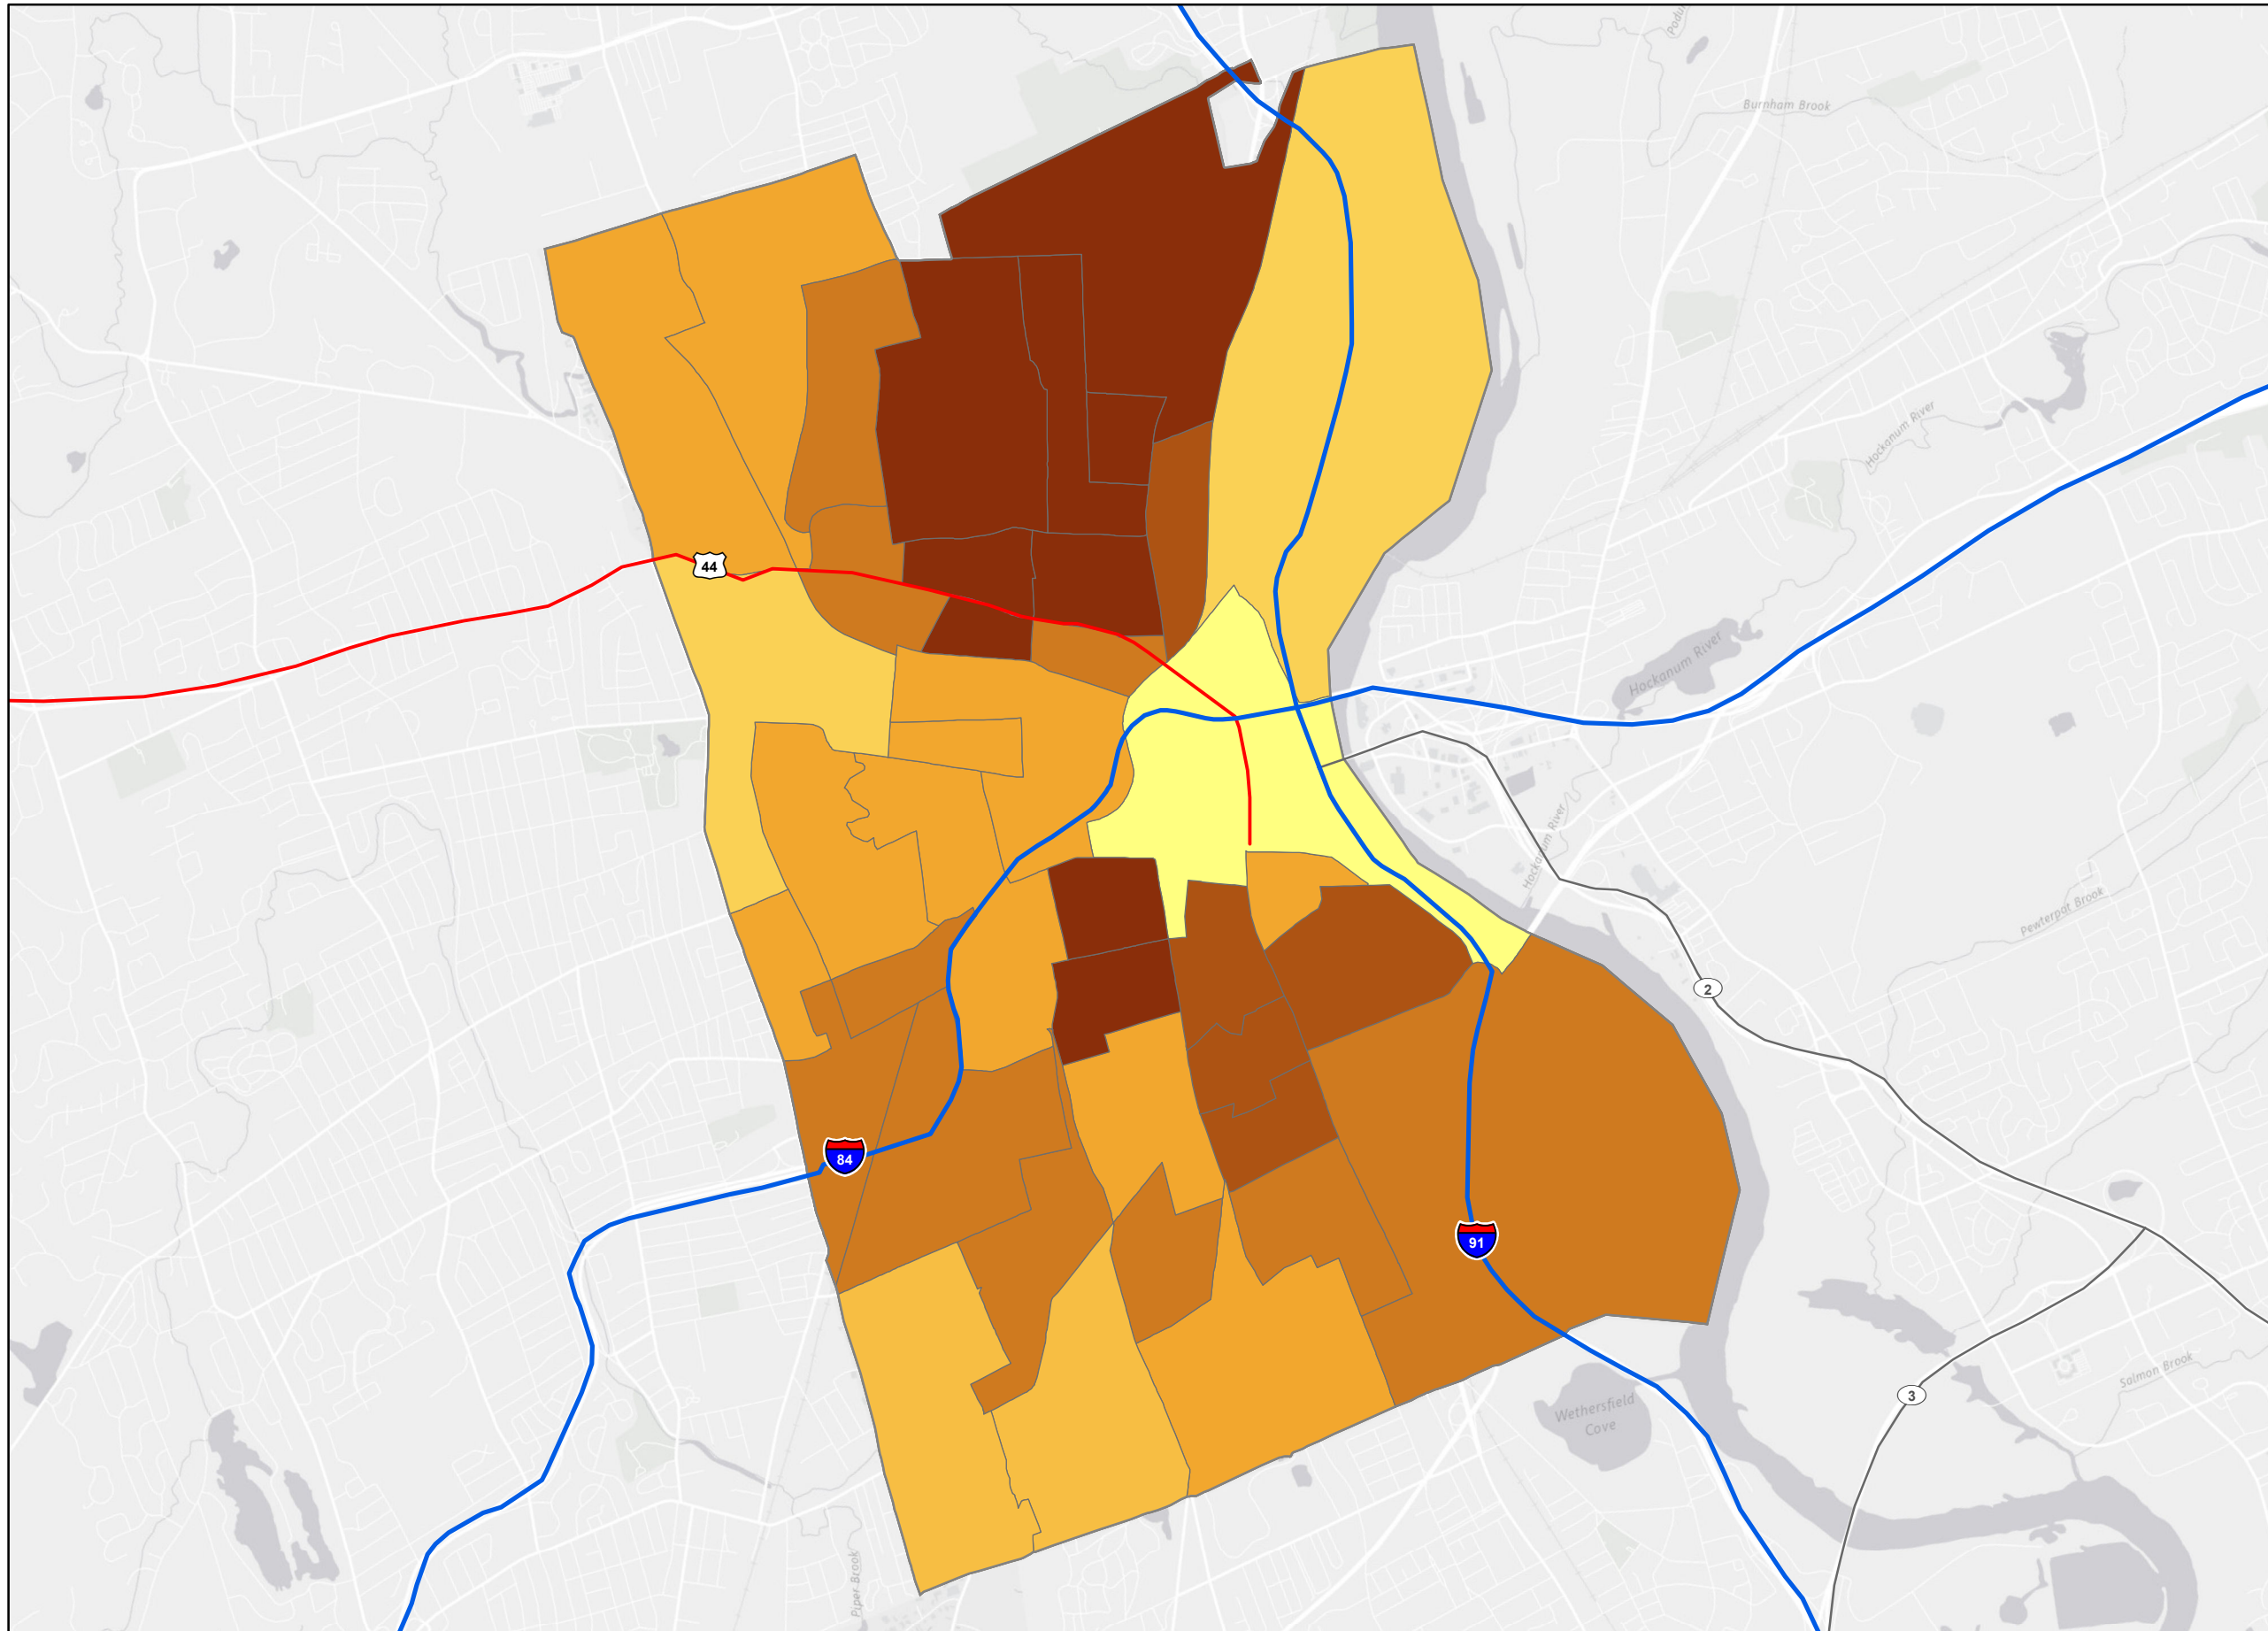 Podu
Burnham Brook
Hockanum River
44
Hockanum River
Hockanum River
Pewterpot Brook
2
84
91
Salmon Brook
3
Wethersfield
Cove
Piper Brook